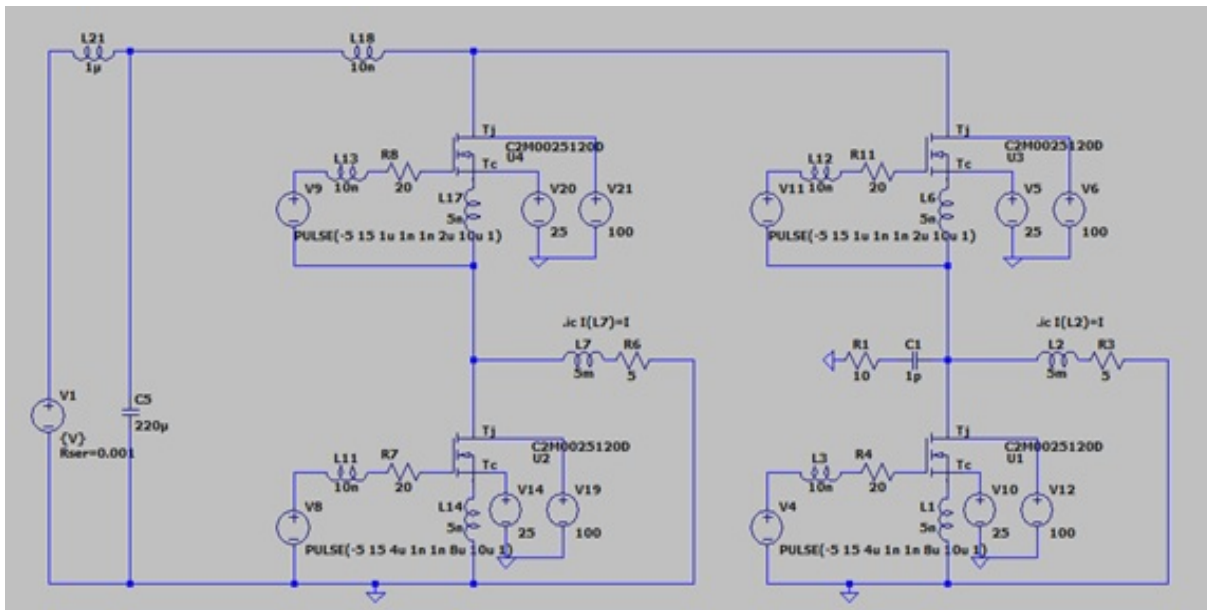 L21
1µ
L18
10n
Tj
C2M0025120D
U4
Tc
L13
10n
R8
20
V9
L17
5n
V20
25
V21
100
PULSE(-5 15 1u 1n 1n 2u 10u 1)
Tj
C2M0025120D
U3
Tc
L12
10n
R11
20
V11
L6
5n
V5
25
V6
100
PULSE(-5 15 1u 1n 1n 2u 10u 1)
.ic I(L7)=I
L7
5m
R6
5
R1
10
C1
1p
.ic I(L2)=I
L2
5m
R3
5
V1
{V}
Rser=0.001
C5
220µ
Tj
C2M0025120D
U2
Tc
L11
10n
R7
20
V8
L14
5n
V14
25
V19
100
PULSE(-5 15 4u 1n 1n 8u 10u 1)
Tj
C2M0025120D
U1
Tc
L3
10n
R4
20
V4
L1
5n
V10
25
V12
100
PULSE(-5 15 4u 1n 1n 8u 10u 1)